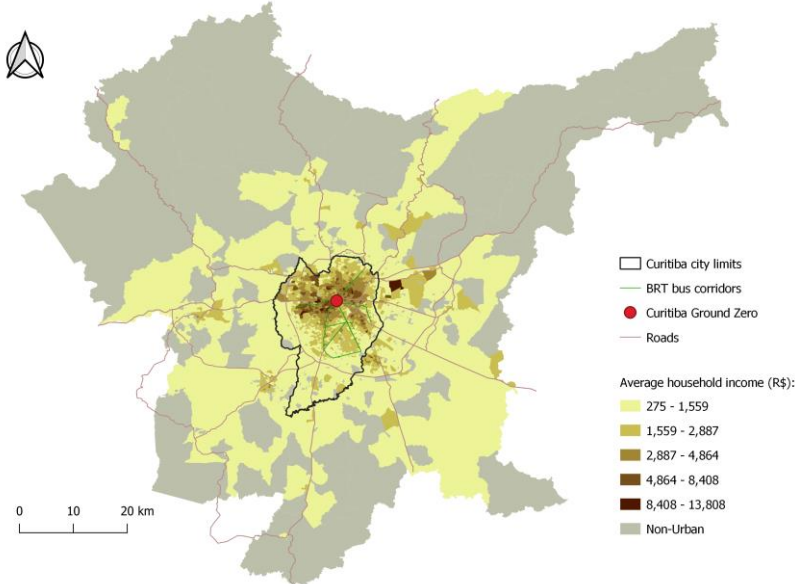 Curitiba city limits
BRT bus corridors
Curitiba Ground Zero
Roads
Average household income (R$):
275 - 1,559
1,559 - 2,887
2,887 - 4,864
4,864 - 8,408
8,408 - 13,808
Non-Urban
0 10 20 km